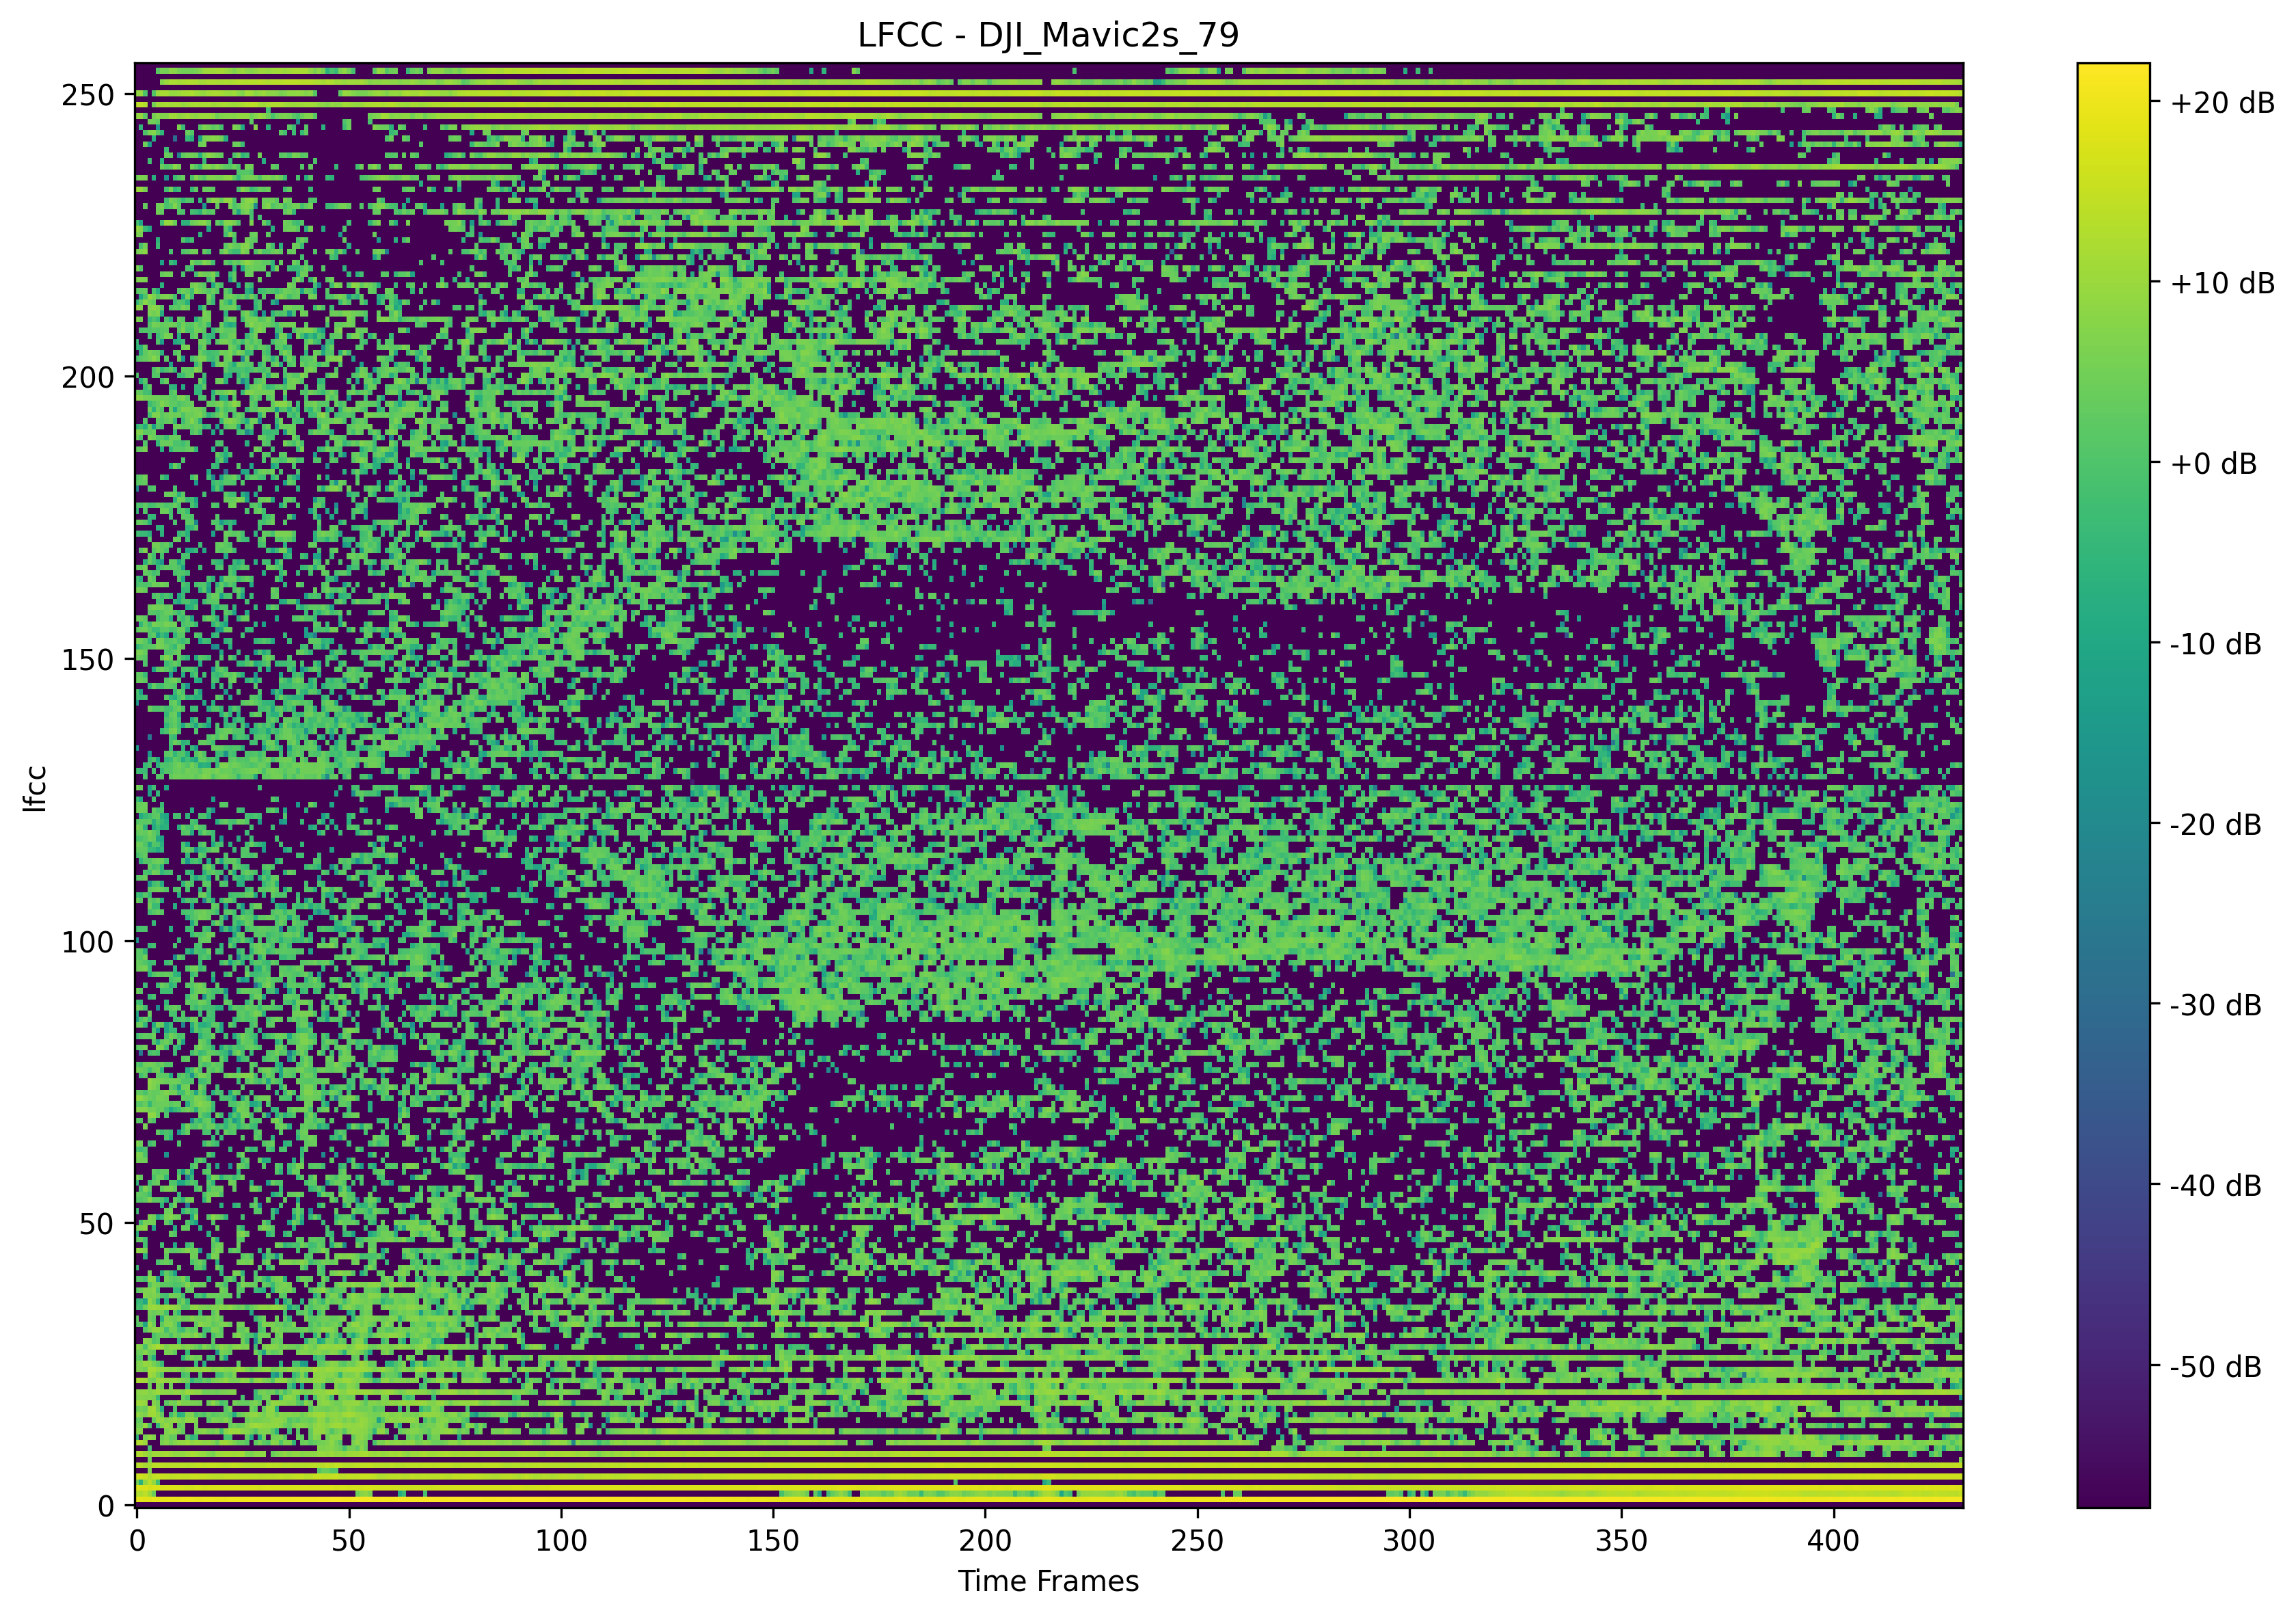 LFCC - DJI_Mavic2s_79
250
200
150
100
50
0
lfcc
0 50 100 150 200 250 300 350 400
Time Frames
+20 dB
+10 dB
+0 dB
-10 dB
-20 dB
-30 dB
-40 dB
-50 dB